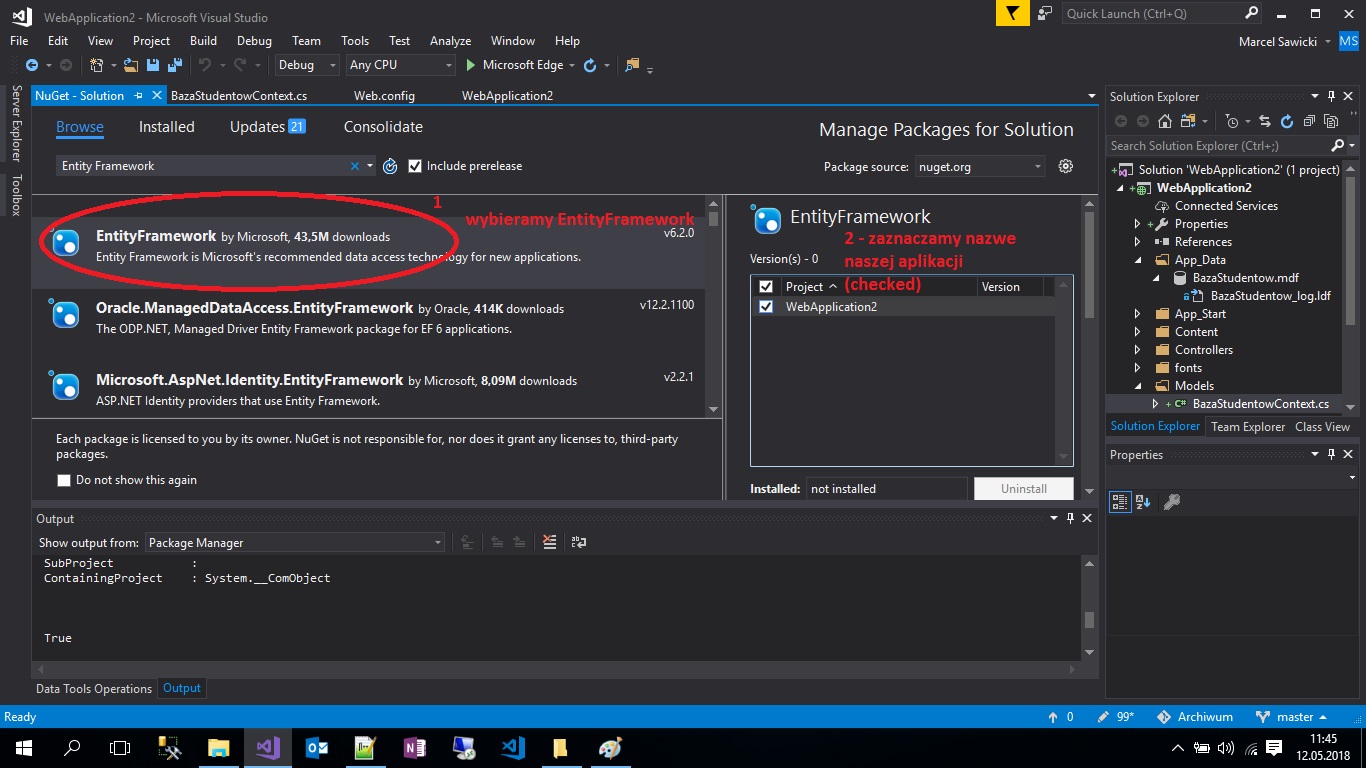 WebApplication2 - Microsoft Visual Studio
Quick Launch (Ctrl+Q)
File Edit View Project Build Debug Team Tools Test Analyze Window Help
Marcel Sawicki MS
Debug Any CPU Microsoft Edge
Server Explorer
Toolbox
NuGet - Solution BazaStudentowContext.cs Web.config WebApplication2
Browse Installed Updates 21 Consolidate
Manage Packages for Solution
Entity Framework
Include prerelease
Package source: nuget.org
1
wybieramy EntityFramework
EntityFramework by Microsoft, 43,5M downloads
v6.2.0
Entity Framework is Microsoft's recommended data access technology for new applications.
Oracle.ManagedDataAccess.EntityFramework by Oracle, 414K downloads
v12.2.1100
The ODP.NET, Managed Driver Entity Framework package for EF 6 applications.
Microsoft.AspNet.Identity.EntityFramework by Microsoft, 8,09M downloads
v2.2.1
ASP.NET Identity providers that use Entity Framework.
Each package is licensed to you by its owner. NuGet is not responsible for, nor does it grant any licenses to, third-party
packages.
Do not show this again
EntityFramework
2 - zaznaczamy nazwe
naszej aplikacji
(checked)
Version(s) - 0
Project Version
WebApplication2
Installed: not installed Uninstall
Solution Explorer
Search Solution Explorer (Ctrl+;)
Solution 'WebApplication2' (1 project)
WebApplication2
Connected Services
Properties
References
App_Data
BazaStudentow.mdf
BazaStudentow_log.ldf
App_Start
Content
Controllers
fonts
Models
C# BazaStudentowContext.cs
Solution Explorer Team Explorer Class View
Properties
Output
Show output from: Package Manager
SubProject :
ContainingProject : System.__ComObject
True
Data Tools Operations Output
Ready
0 99* Archiwum master
11:45
12.05.2018